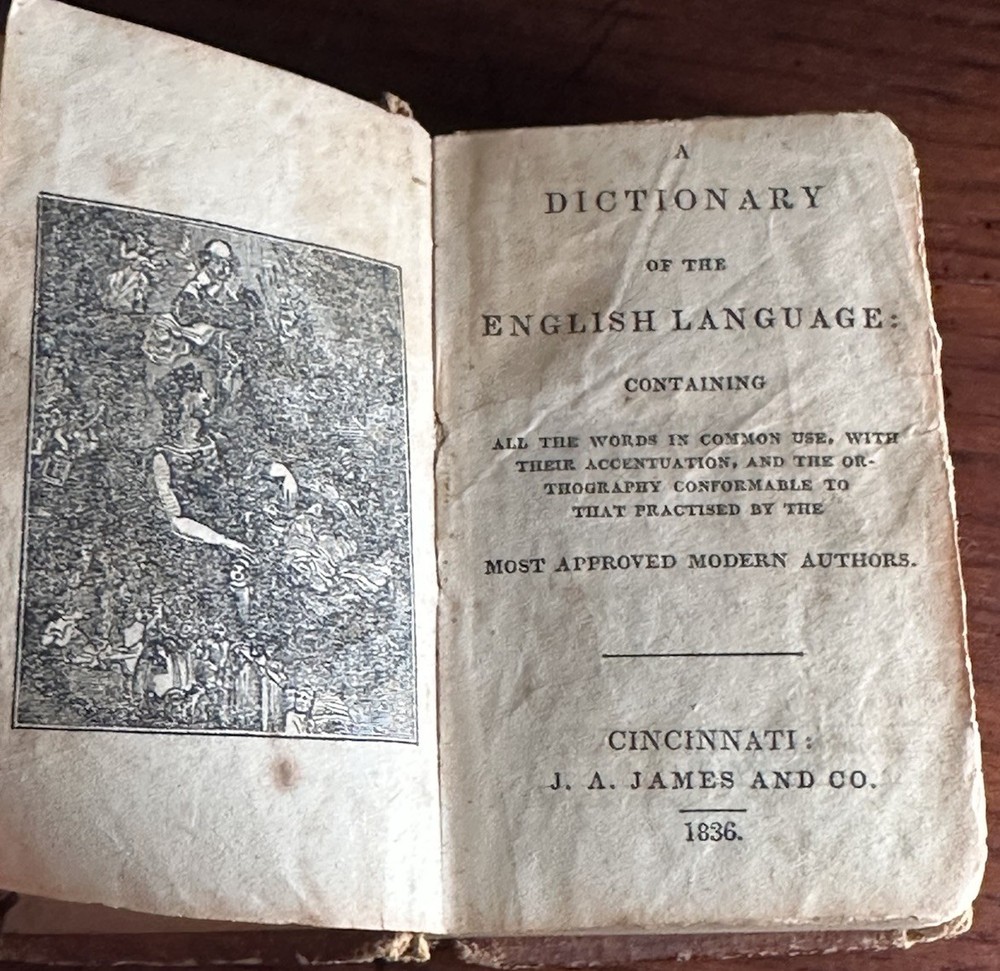 A
DICTIONARY
OF THE
ENGLISH LANGUAGE:
CONTAINING
ALL THE WORDS IN COMMON USE, WITH
THEIR ACCENTUATION, AND THE OR-
THOGRAPHY CONFORMABLE TO
THAT PRACTISED BY THE
MOST APPROVED MODERN AUTHORS.
CINCINNATI:
J. A. JAMES AND CO.
1836.